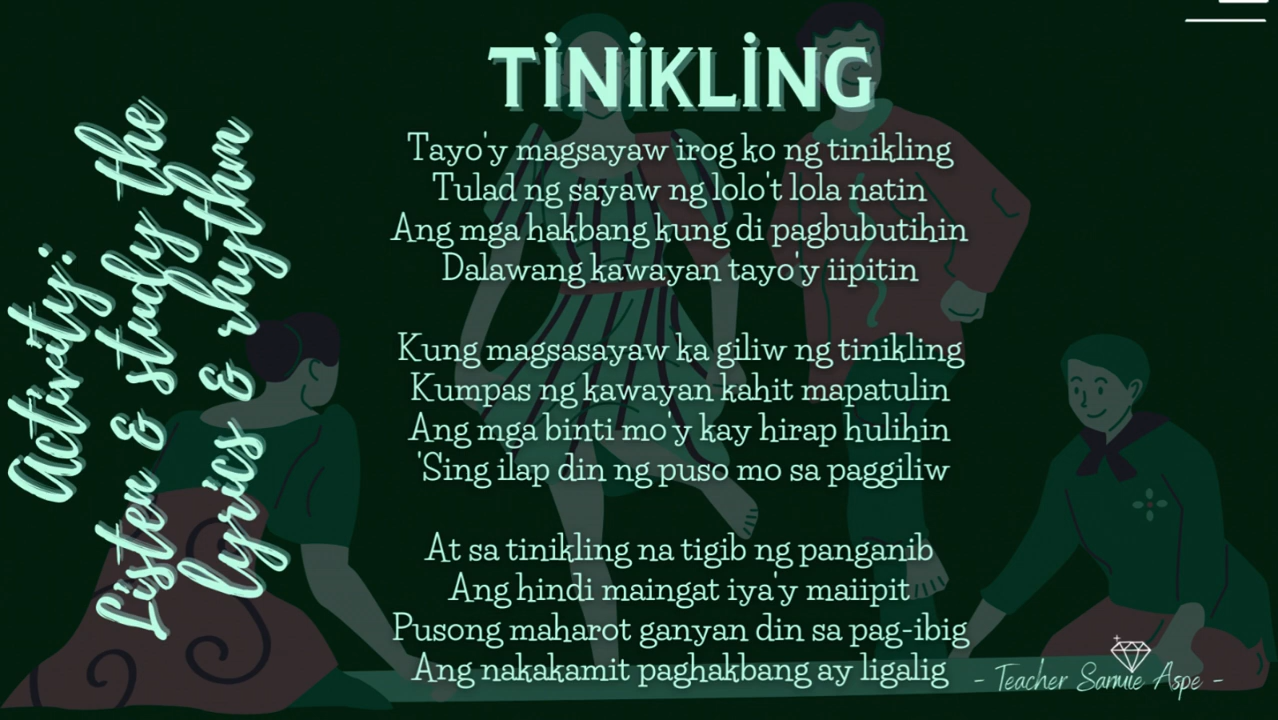 Activity:
Listen & study the
lyrics & rhythm
TINIKLING
Tayo'y magsayaw irog ko ng tinikling
Tulad ng sayaw ng lolo't lola natin
Ang mga hakbang kung di pagbubutihin
Dalawang kawayan tayo'y iipitin
Kung magsasayaw ka giliw ng tinikling
Kumpas ng kawayan kahit mapatulin
Ang mga binti mo'y kay hirap hulihin
'Sing ilap din ng puso mo sa paggiliw
At sa tinikling na tigib ng panganib
Ang hindi maingat iya'y maiipit
Pusong maharot ganyan din sa pag-ibig
Ang nakakamit paghakbang ay ligalig
- Teacher Samie Aspe -